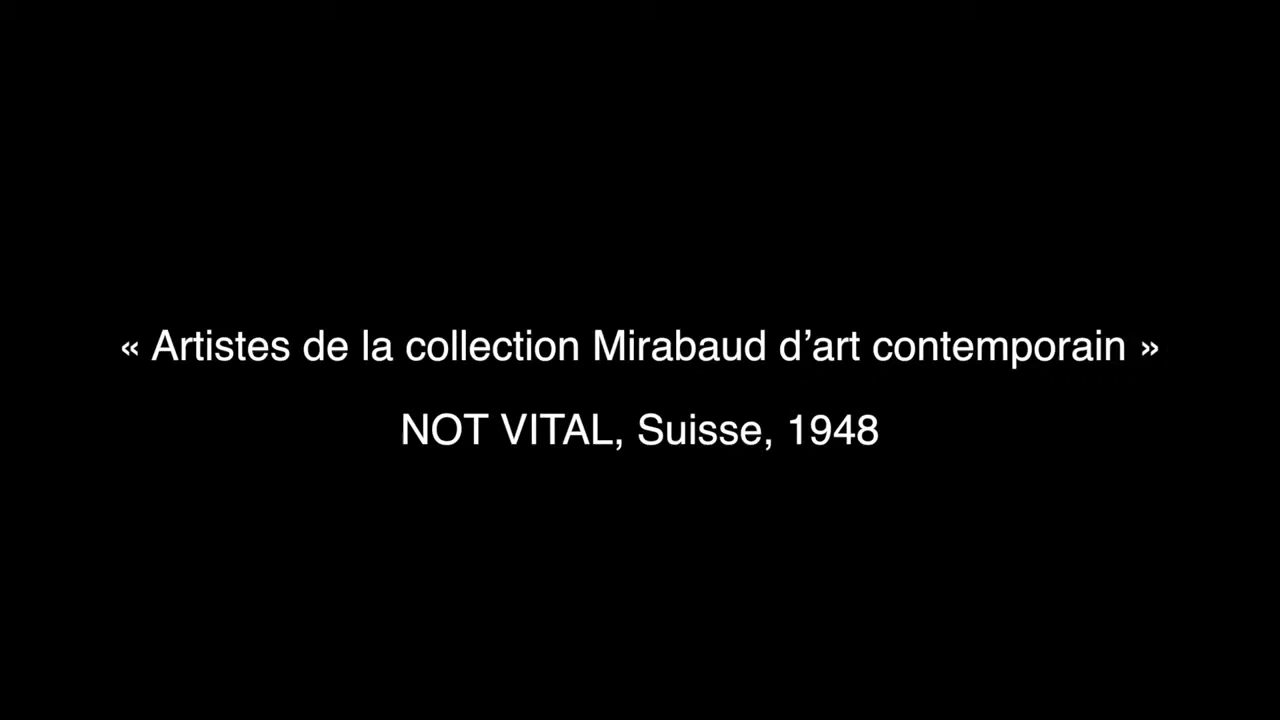 « Artistes de la collection Mirabaud d’art contemporain »
NOT VITAL, Suisse, 1948